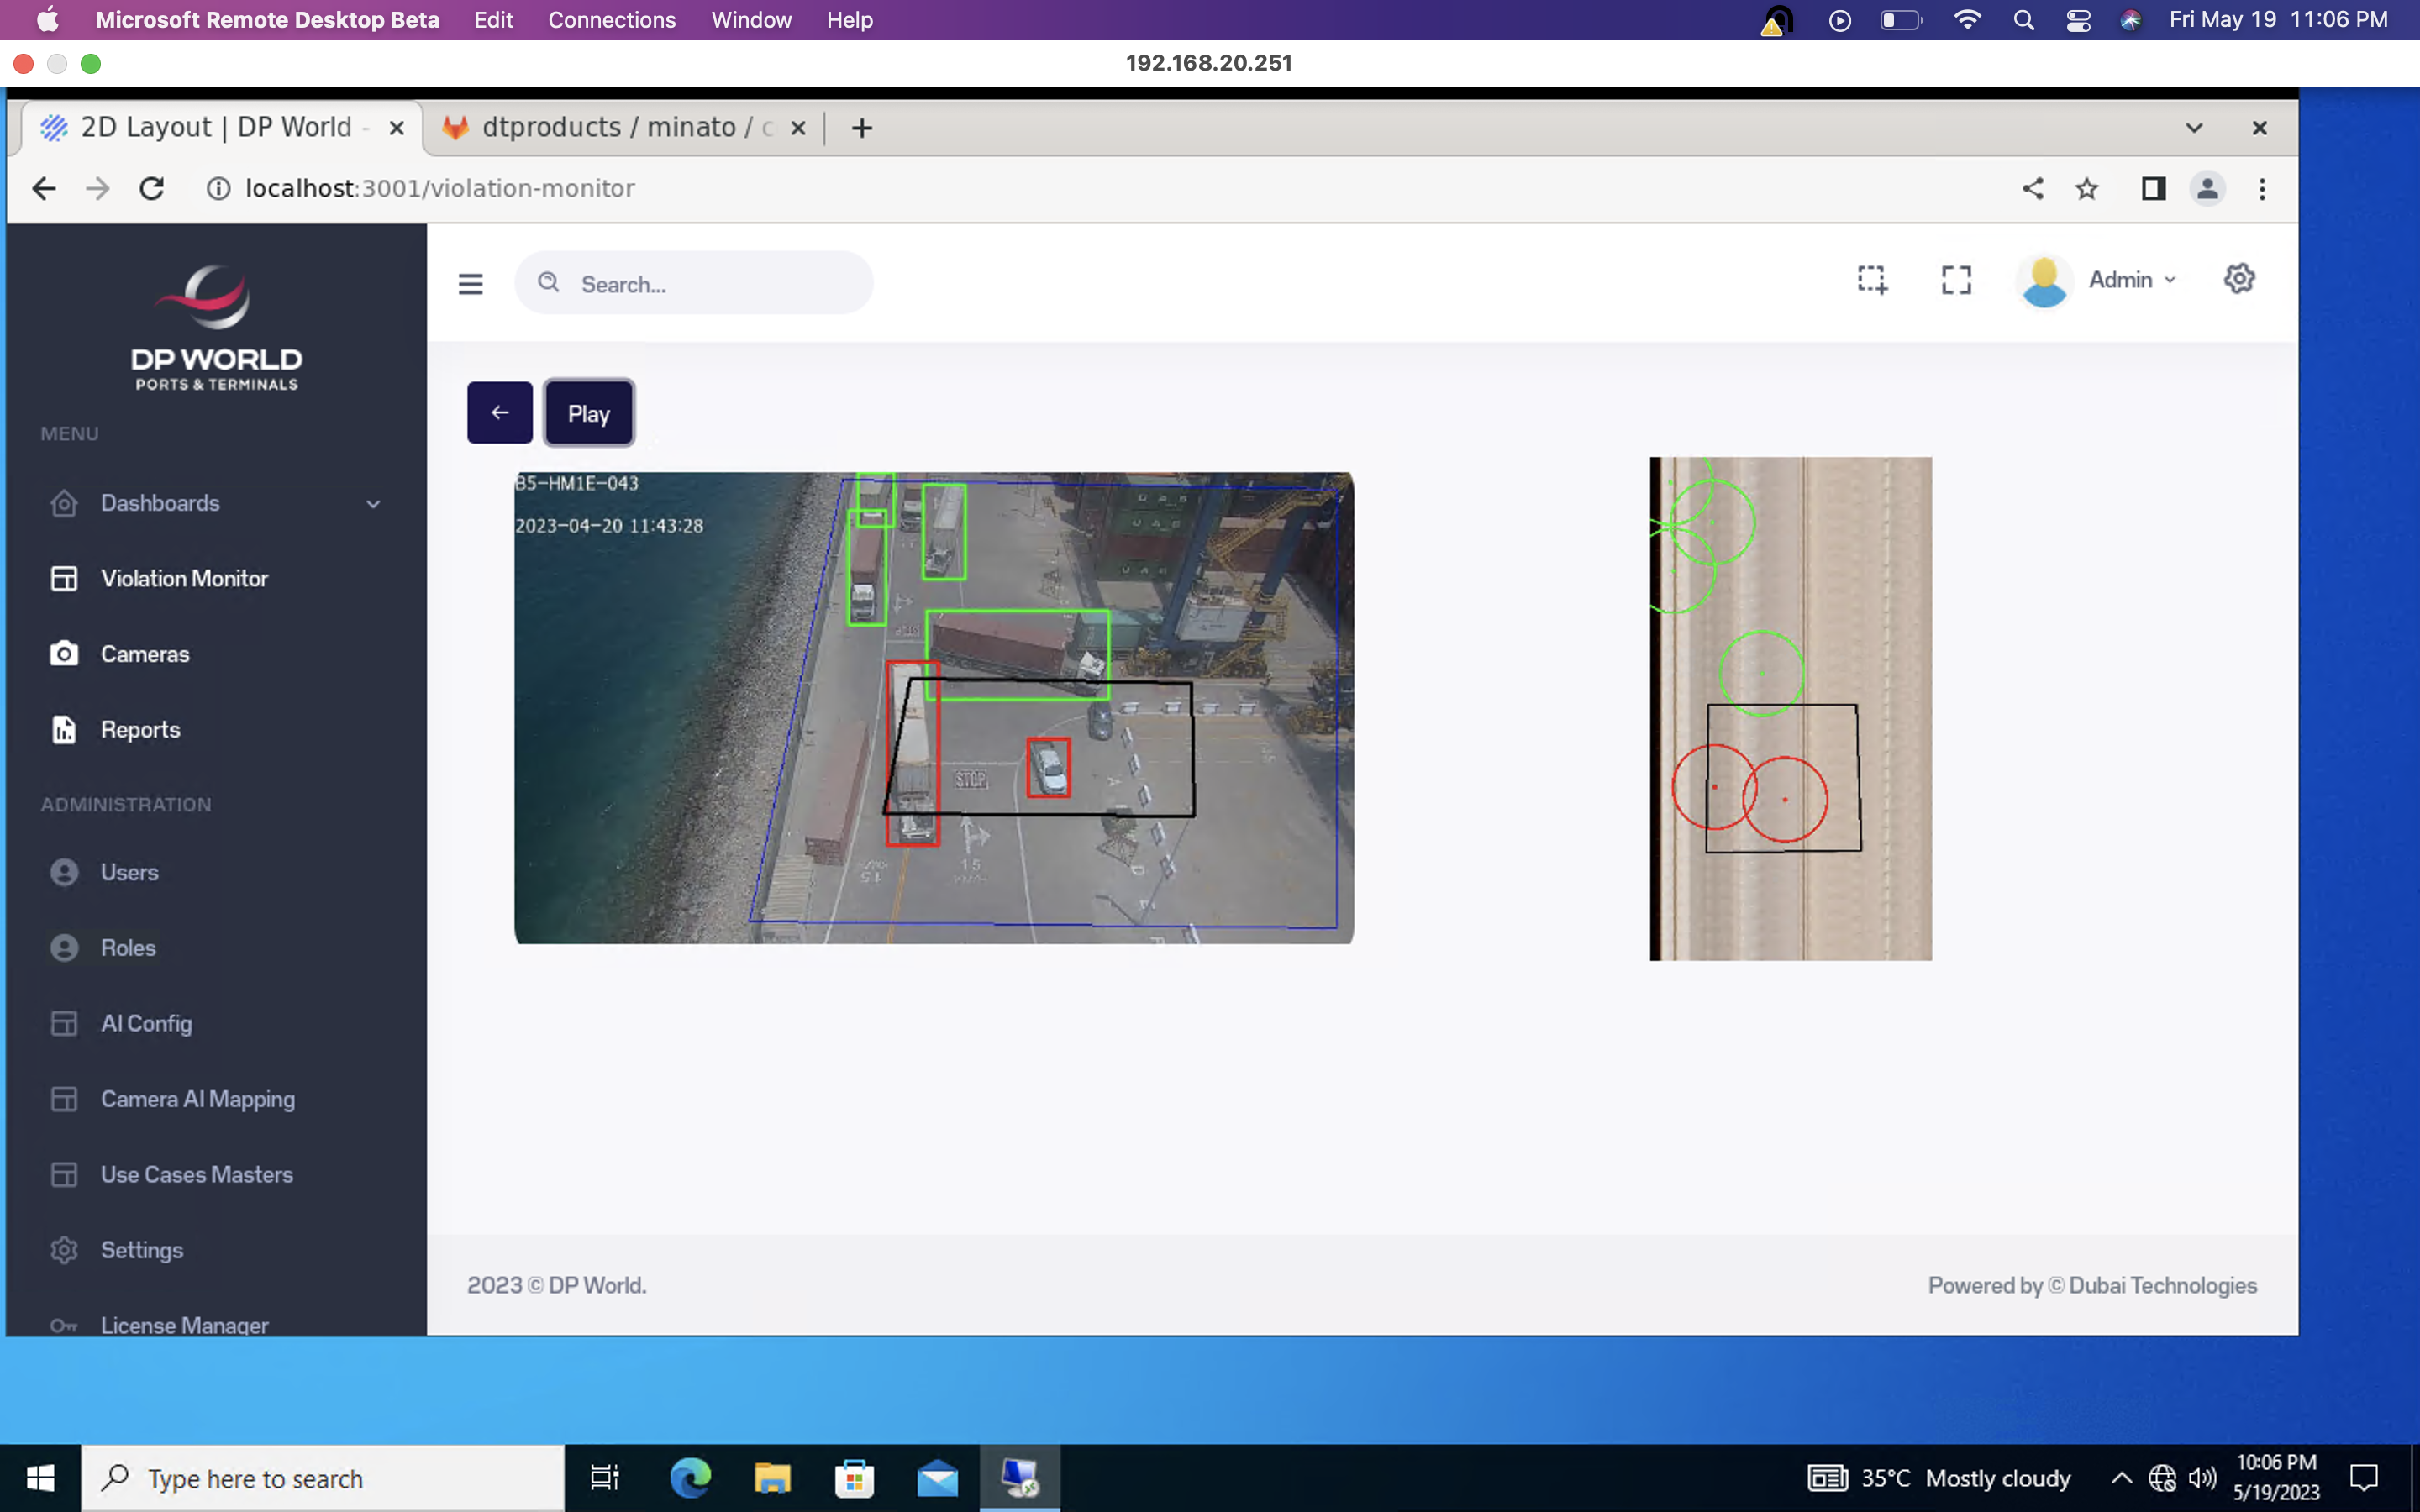 Microsoft Remote Desktop Beta Edit Connections Window Help Fri May 19 11:06 PM
192.168.20.251
2D Layout | DP World - dtproducts / minato / c
localhost:3001/violation-monitor
Search...
Admin
DP WORLD
PORTS & TERMINALS
MENU
Dashboards
Violation Monitor
Cameras
Reports
ADMINISTRATION
Users
Roles
AI Config
Camera AI Mapping
Use Cases Masters
Settings
License Manager
Play
B5-HM1E-043
2023-04-20 11:43:28
UAS
UAS
STOP
15
15
2023 © DP World.
Powered by © Dubai Technologies
Type here to search
35°C Mostly cloudy
10:06 PM
5/19/2023